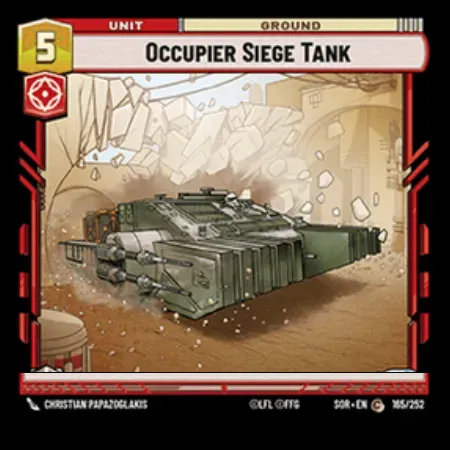 UNIT GROUND
5 OCCUPIER SIEGE TANK
CHRISTIAN PAPAZOGLAKIS ©LFL ©FFG SOR • EN C 165/252